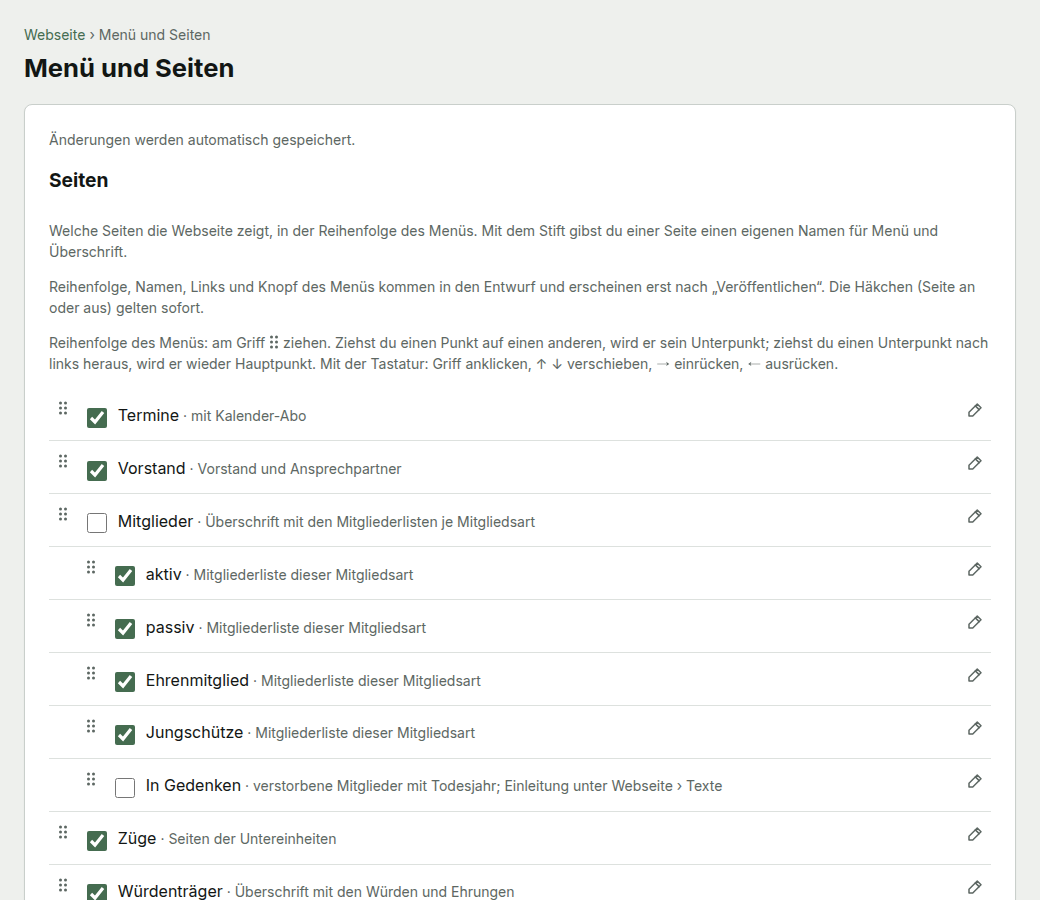 Webseite › Menü und Seiten
Menü und Seiten
Änderungen werden automatisch gespeichert.
Seiten
Welche Seiten die Webseite zeigt, in der Reihenfolge des Menüs. Mit dem Stift gibst du einer Seite einen eigenen Namen für Menü und
Überschrift.
Reihenfolge, Namen, Links und Knopf des Menüs kommen in den Entwurf und erscheinen erst nach „Veröffentlichen“. Die Häkchen (Seite an
oder aus) gelten sofort.
Reihenfolge des Menüs: am Griff ⠿ ziehen. Ziehst du einen Punkt auf einen anderen, wird er sein Unterpunkt; ziehst du einen Unterpunkt nach
links heraus, wird er wieder Hauptpunkt. Mit der Tastatur: Griff anklicken, ↑ ↓ verschieben, → einrücken, ← ausrücken.
Termine · mit Kalender-Abo
Vorstand · Vorstand und Ansprechpartner
Mitglieder · Überschrift mit den Mitgliederlisten je Mitgliedsart
aktiv · Mitgliederliste dieser Mitgliedsart
passiv · Mitgliederliste dieser Mitgliedsart
Ehrenmitglied · Mitgliederliste dieser Mitgliedsart
Jungschütze · Mitgliederliste dieser Mitgliedsart
In Gedenken · verstorbene Mitglieder mit Todesjahr; Einleitung unter Webseite › Texte
Züge · Seiten der Untereinheiten
Würdenträger · Überschrift mit den Würden und Ehrungen